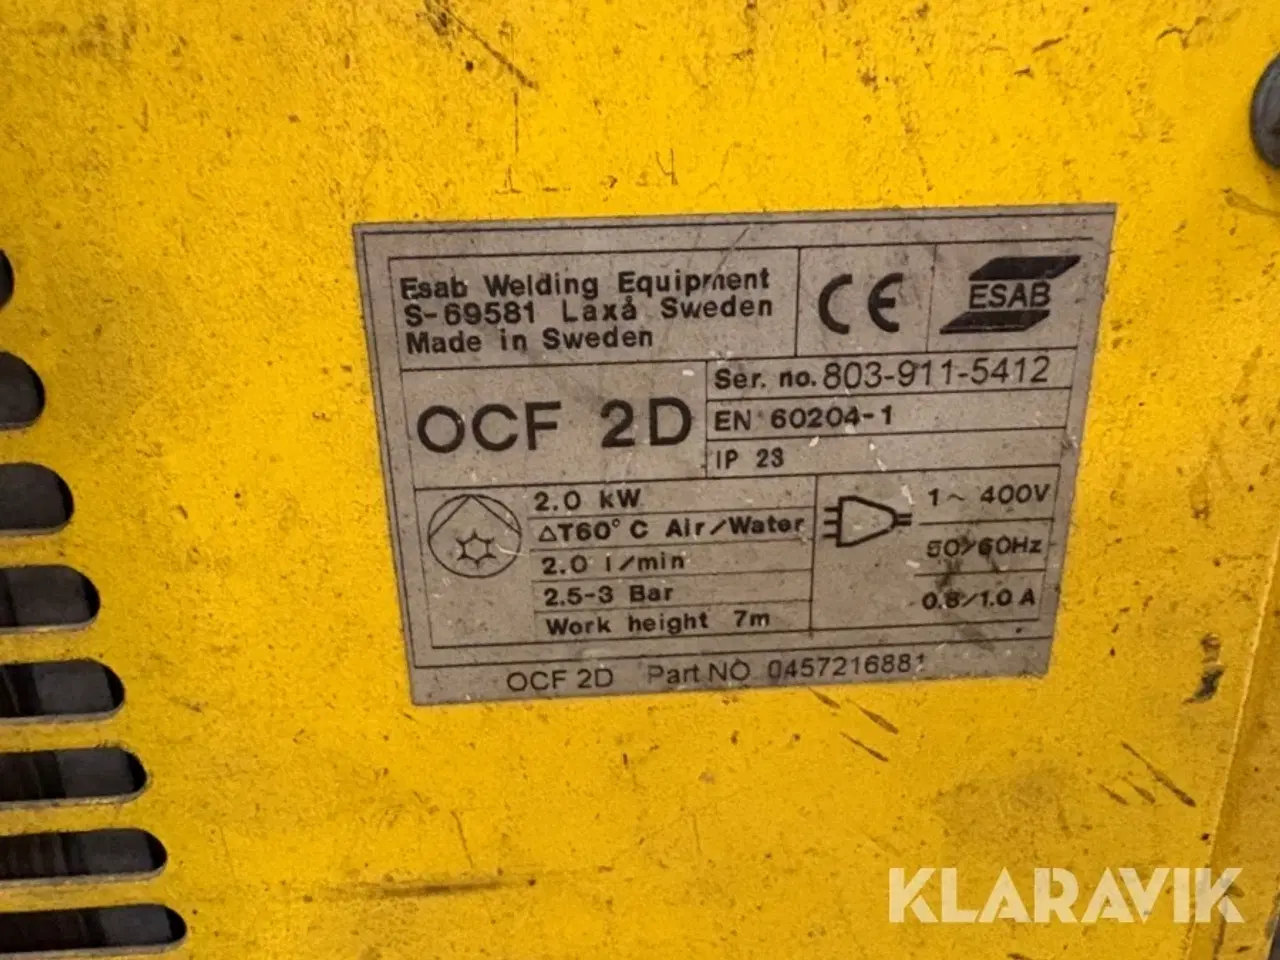 Esab Welding Equipment
S-69581 Laxå Sweden
Made in Sweden
CE
ESAB
OCF 2D
Ser. no. 803-911-5412
EN 60204-1
IP 23
2.0 kW
△T60°C Air/Water
2.0 l/min
2.5-3 Bar
Work height 7m
1~ 400V
50/60Hz
0.8/1.0 A
OCF 2D Part NO 0457216881
KLARAVIK